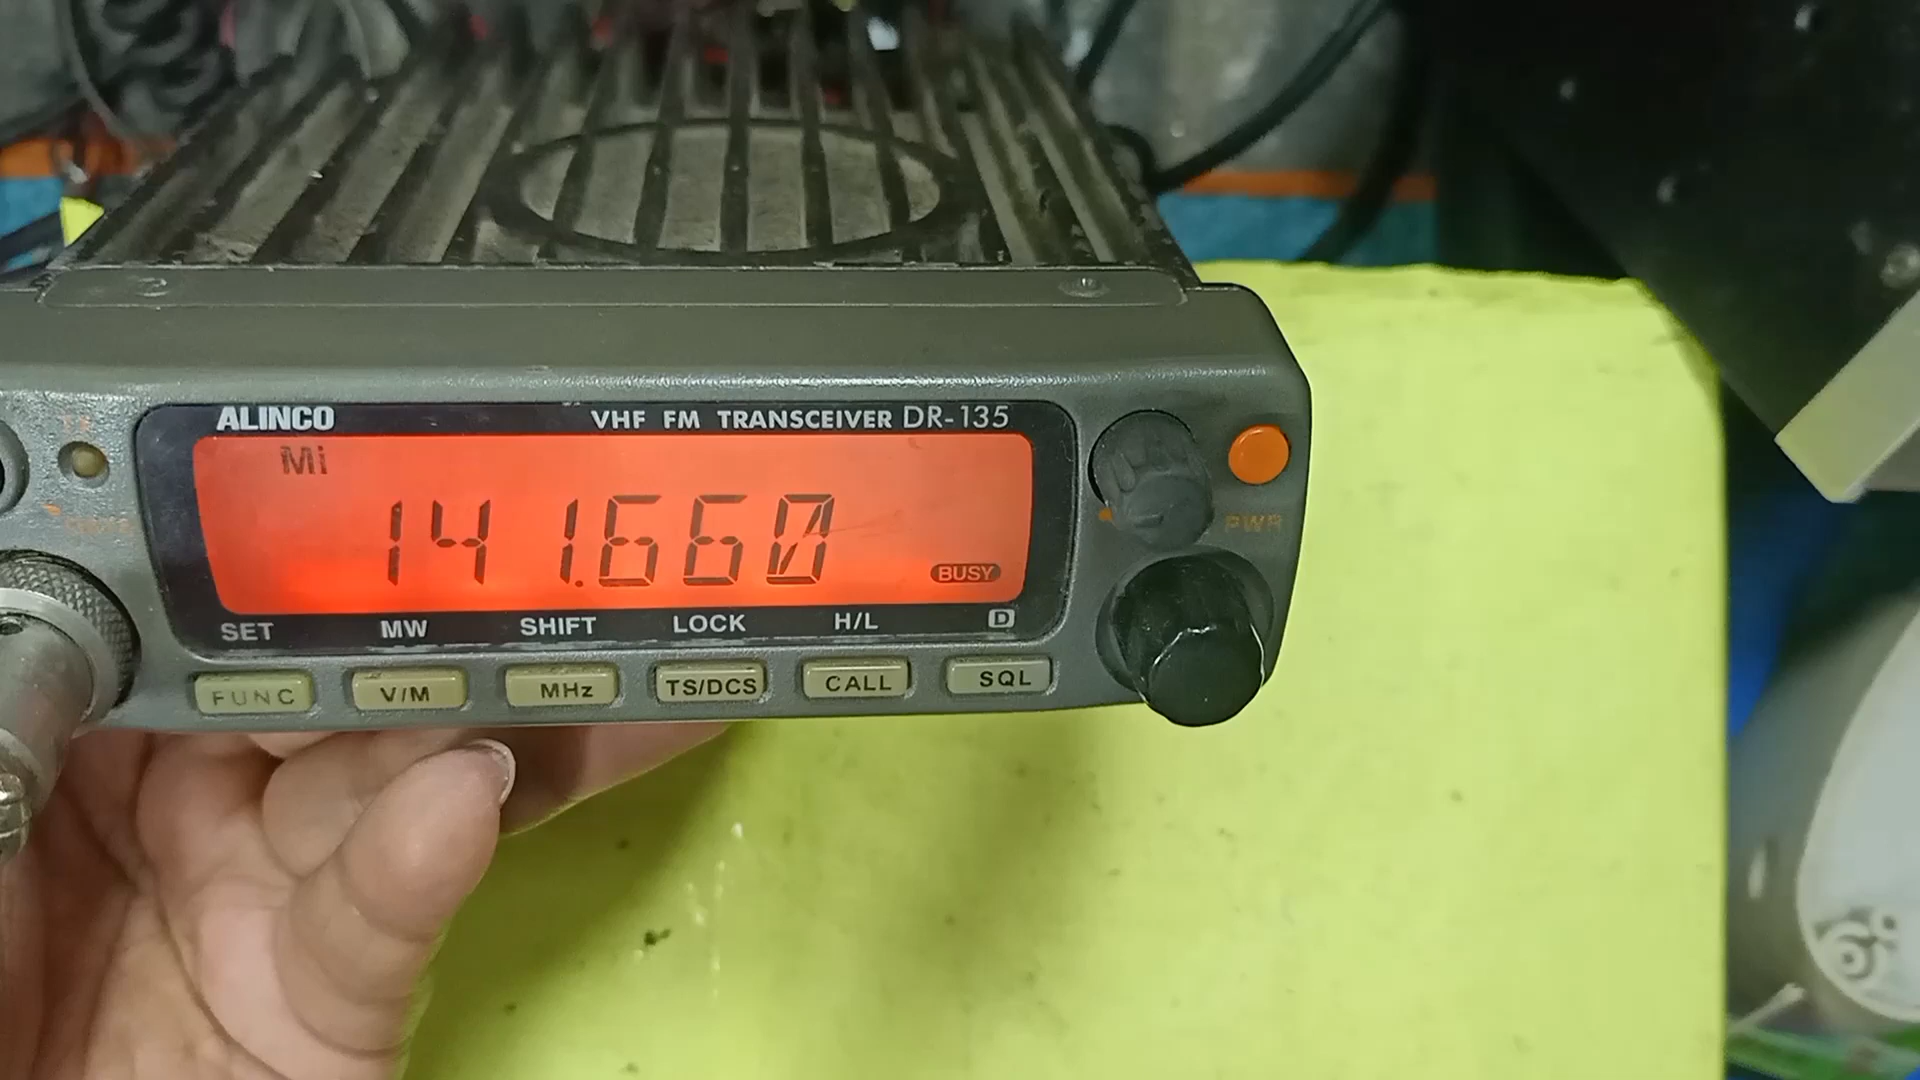 ALINCO VHF FM TRANSCEIVER DR-135
Mi
141.660
BUSY
SET MW SHIFT LOCK H/L D
FUNC V/M MHz TS/DCS CALL SQL
PWR